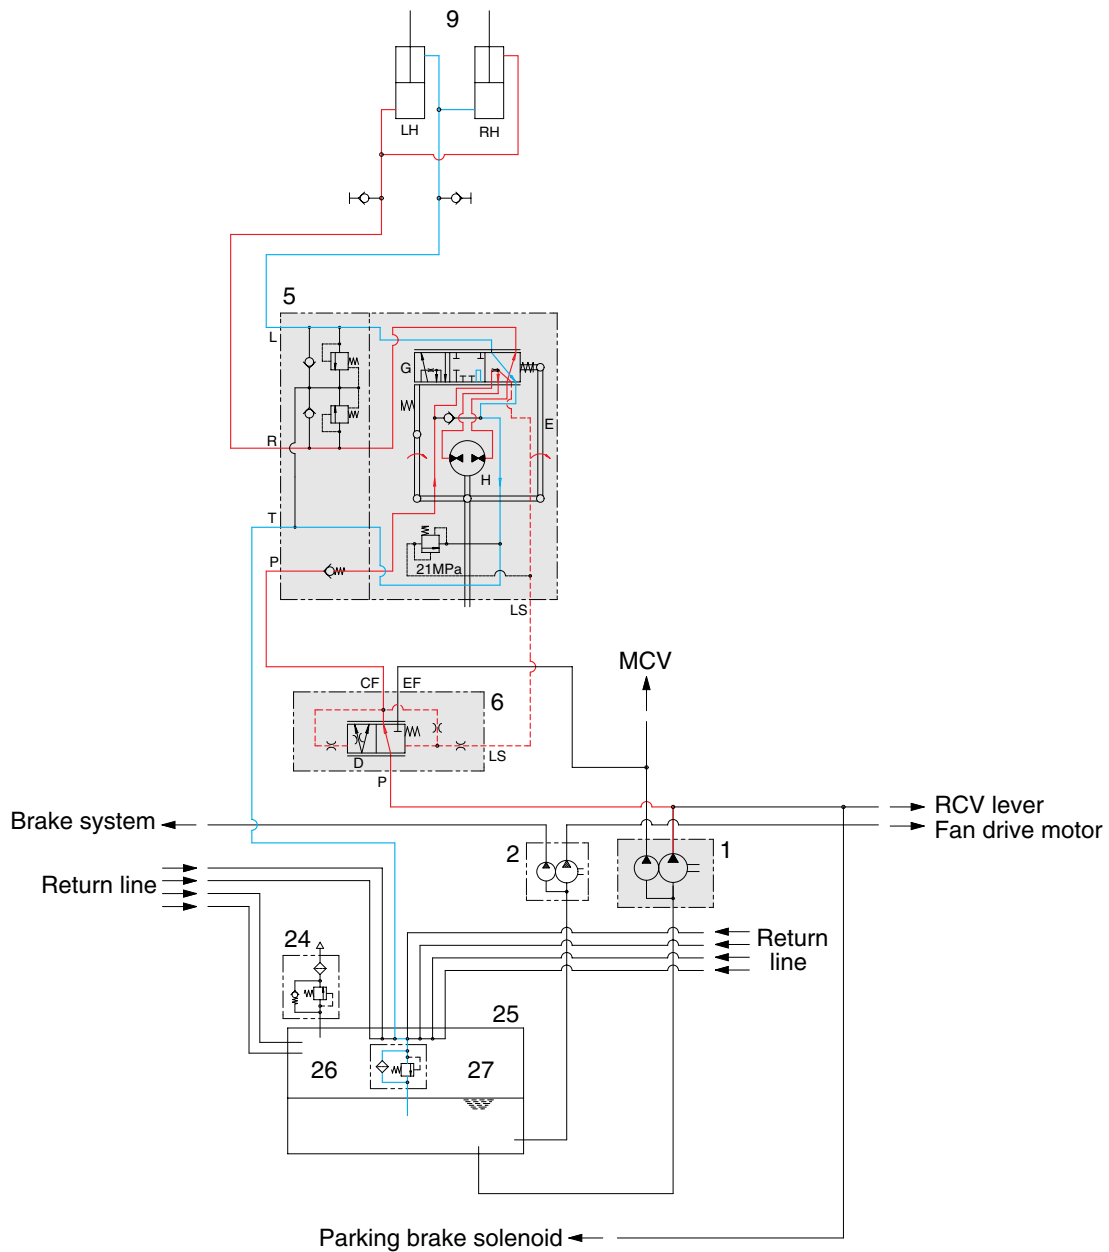 9
LH
RH
5
L
G
R
E
H
T
P
21MPa
LS
MCV
CF
EF
6
D
LS
P
RCV lever
Brake system
Fan drive motor
2
1
Return line
24
Return
line
25
26
27
Parking brake solenoid